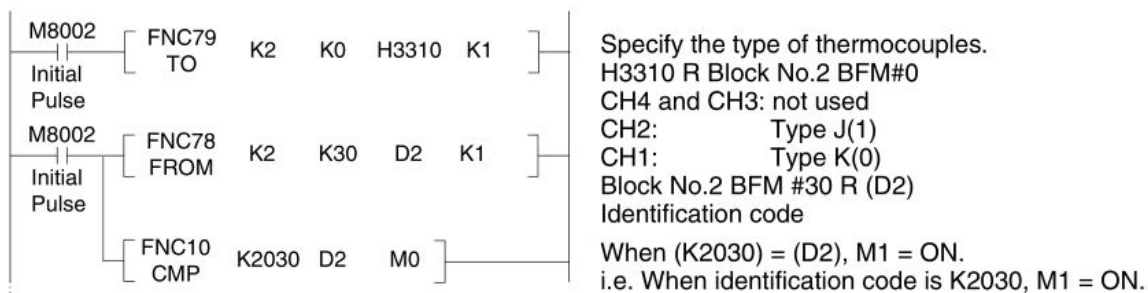 M8002
Initial
Pulse
FNC79
TO
K2 K0 H3310 K1
Specify the type of thermocouples.
H3310 R Block No.2 BFM#0
CH4 and CH3: not used
CH2: Type J(1)
CH1: Type K(0)
M8002
Initial
Pulse
FNC78
FROM
K2 K30 D2 K1
Block No.2 BFM #30 R (D2)
Identification code
FNC10
CMP
K2030 D2 M0
When (K2030) = (D2), M1 = ON.
i.e. When identification code is K2030, M1 = ON.